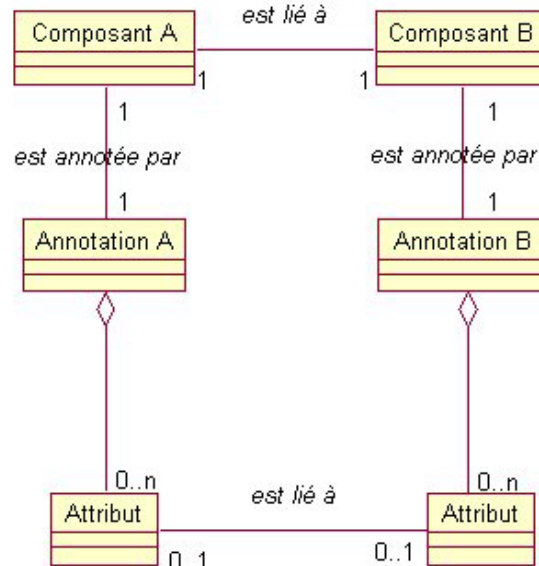 est lié à
Composant A
Composant B
1
1
1
1
est annotée par
est annotée par
1
1
Annotation A
Annotation B
0..n
0..n
est lié à
Attribut
Attribut
0..1
0..1